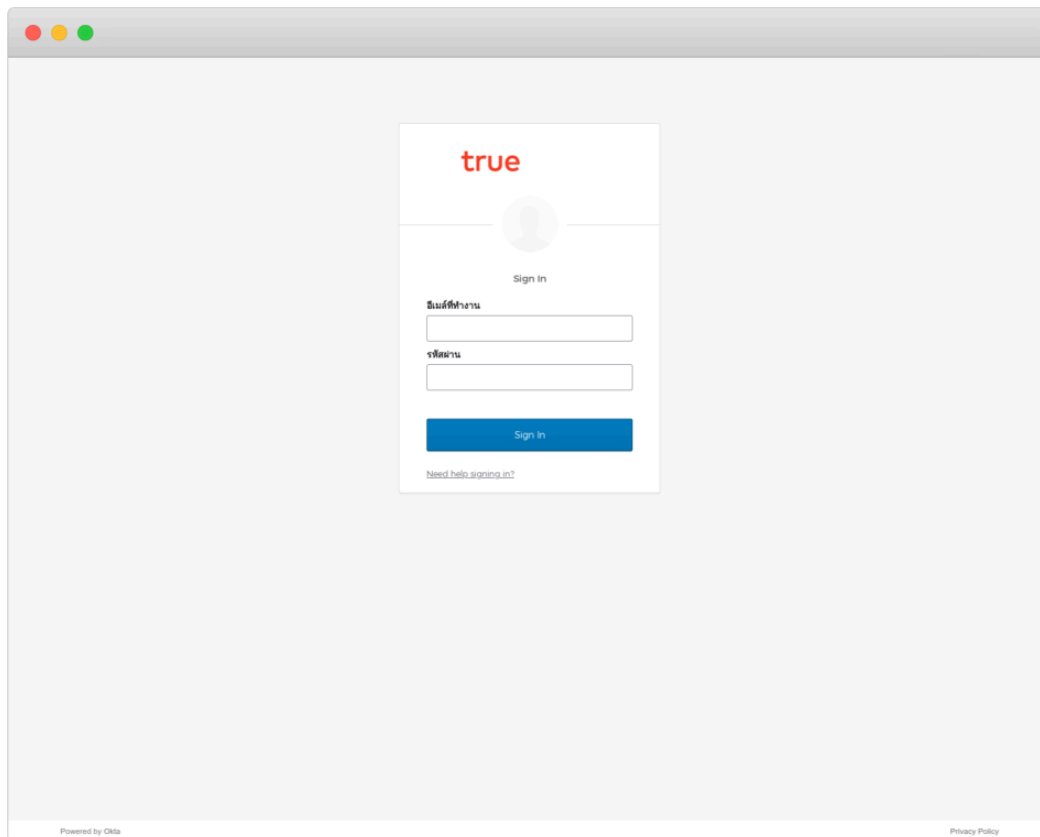 true
Sign In
อีเมล์ที่ทำงาน
รหัสผ่าน
Sign In
Need help signing in?
Powered by Okta
Privacy Policy